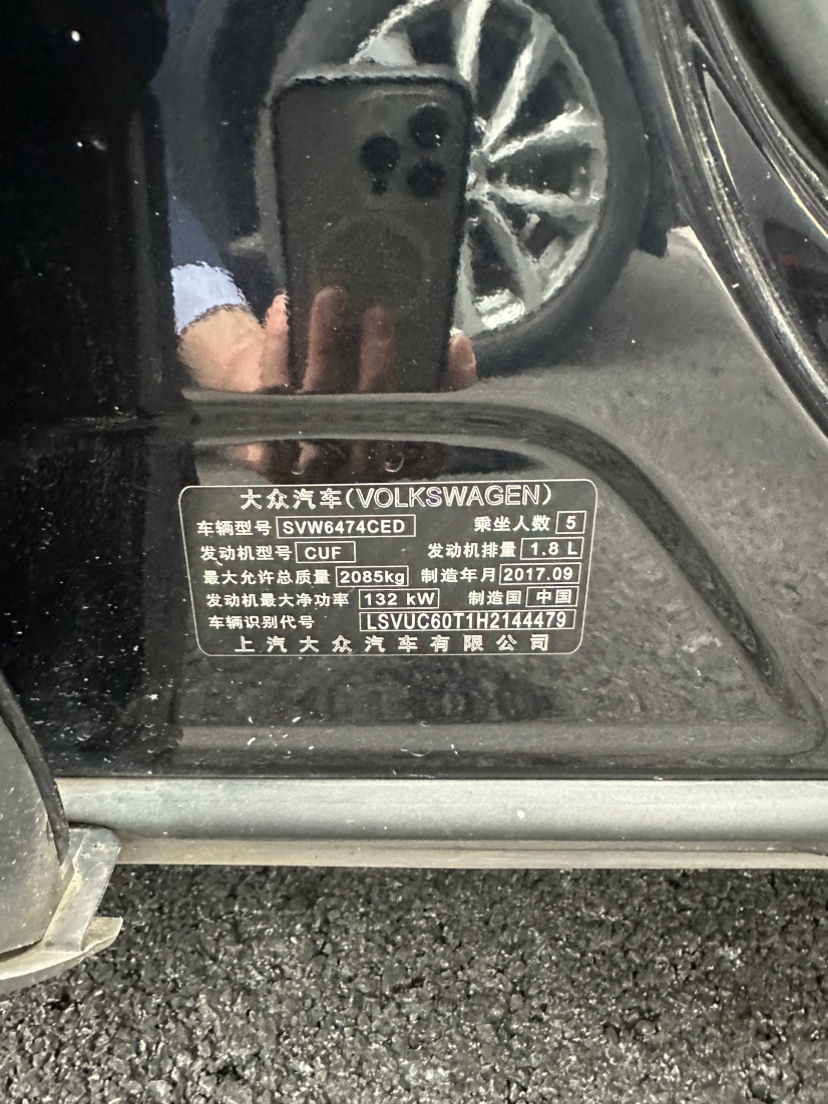 大众汽车(VOLKSWAGEN)
车辆型号 SVW6474CED 乘坐人数 5
发动机型号 CUF 发动机排量 1.8 L
最大允许总质量 2085kg 制造年月 2017.09
发动机最大净功率 132 kW 制造国 中国
车辆识别代号 LSVUC60T1H2144479
上汽大众汽车有限公司